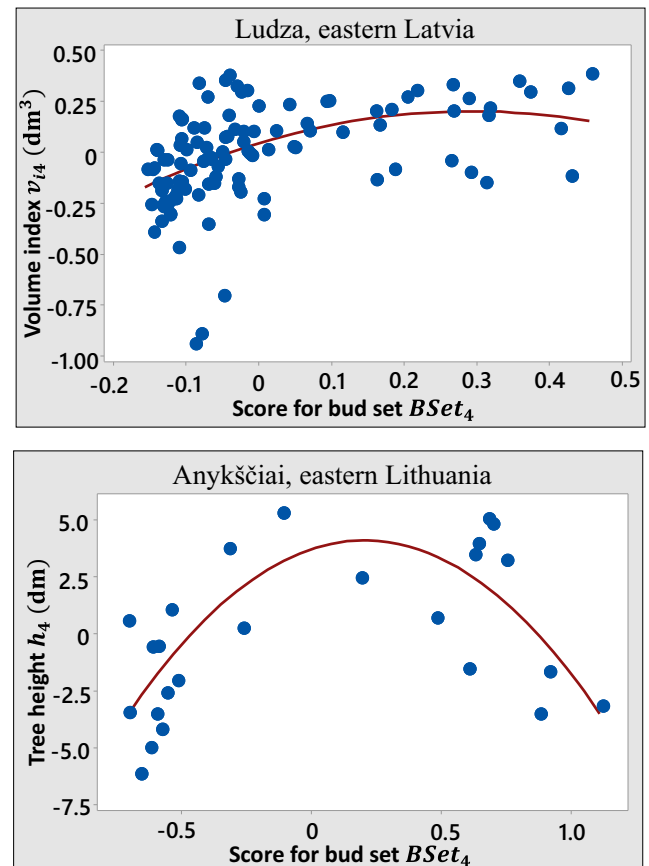 Ludza, eastern Latvia
Volume index v_{i4} (dm³)
0.50
0.25
0
-0.25
-0.50
-0.75
-1.00
-0.2 -0.1 0 0.1 0.2 0.3 0.4 0.5
Score for bud set BSet₄
Anykščiai, eastern Lithuania
Tree height h₄ (dm)
5.0
2.5
0
-2.5
-5.0
-7.5
-0.5 0 0.5 1.0
Score for bud set BSet₄